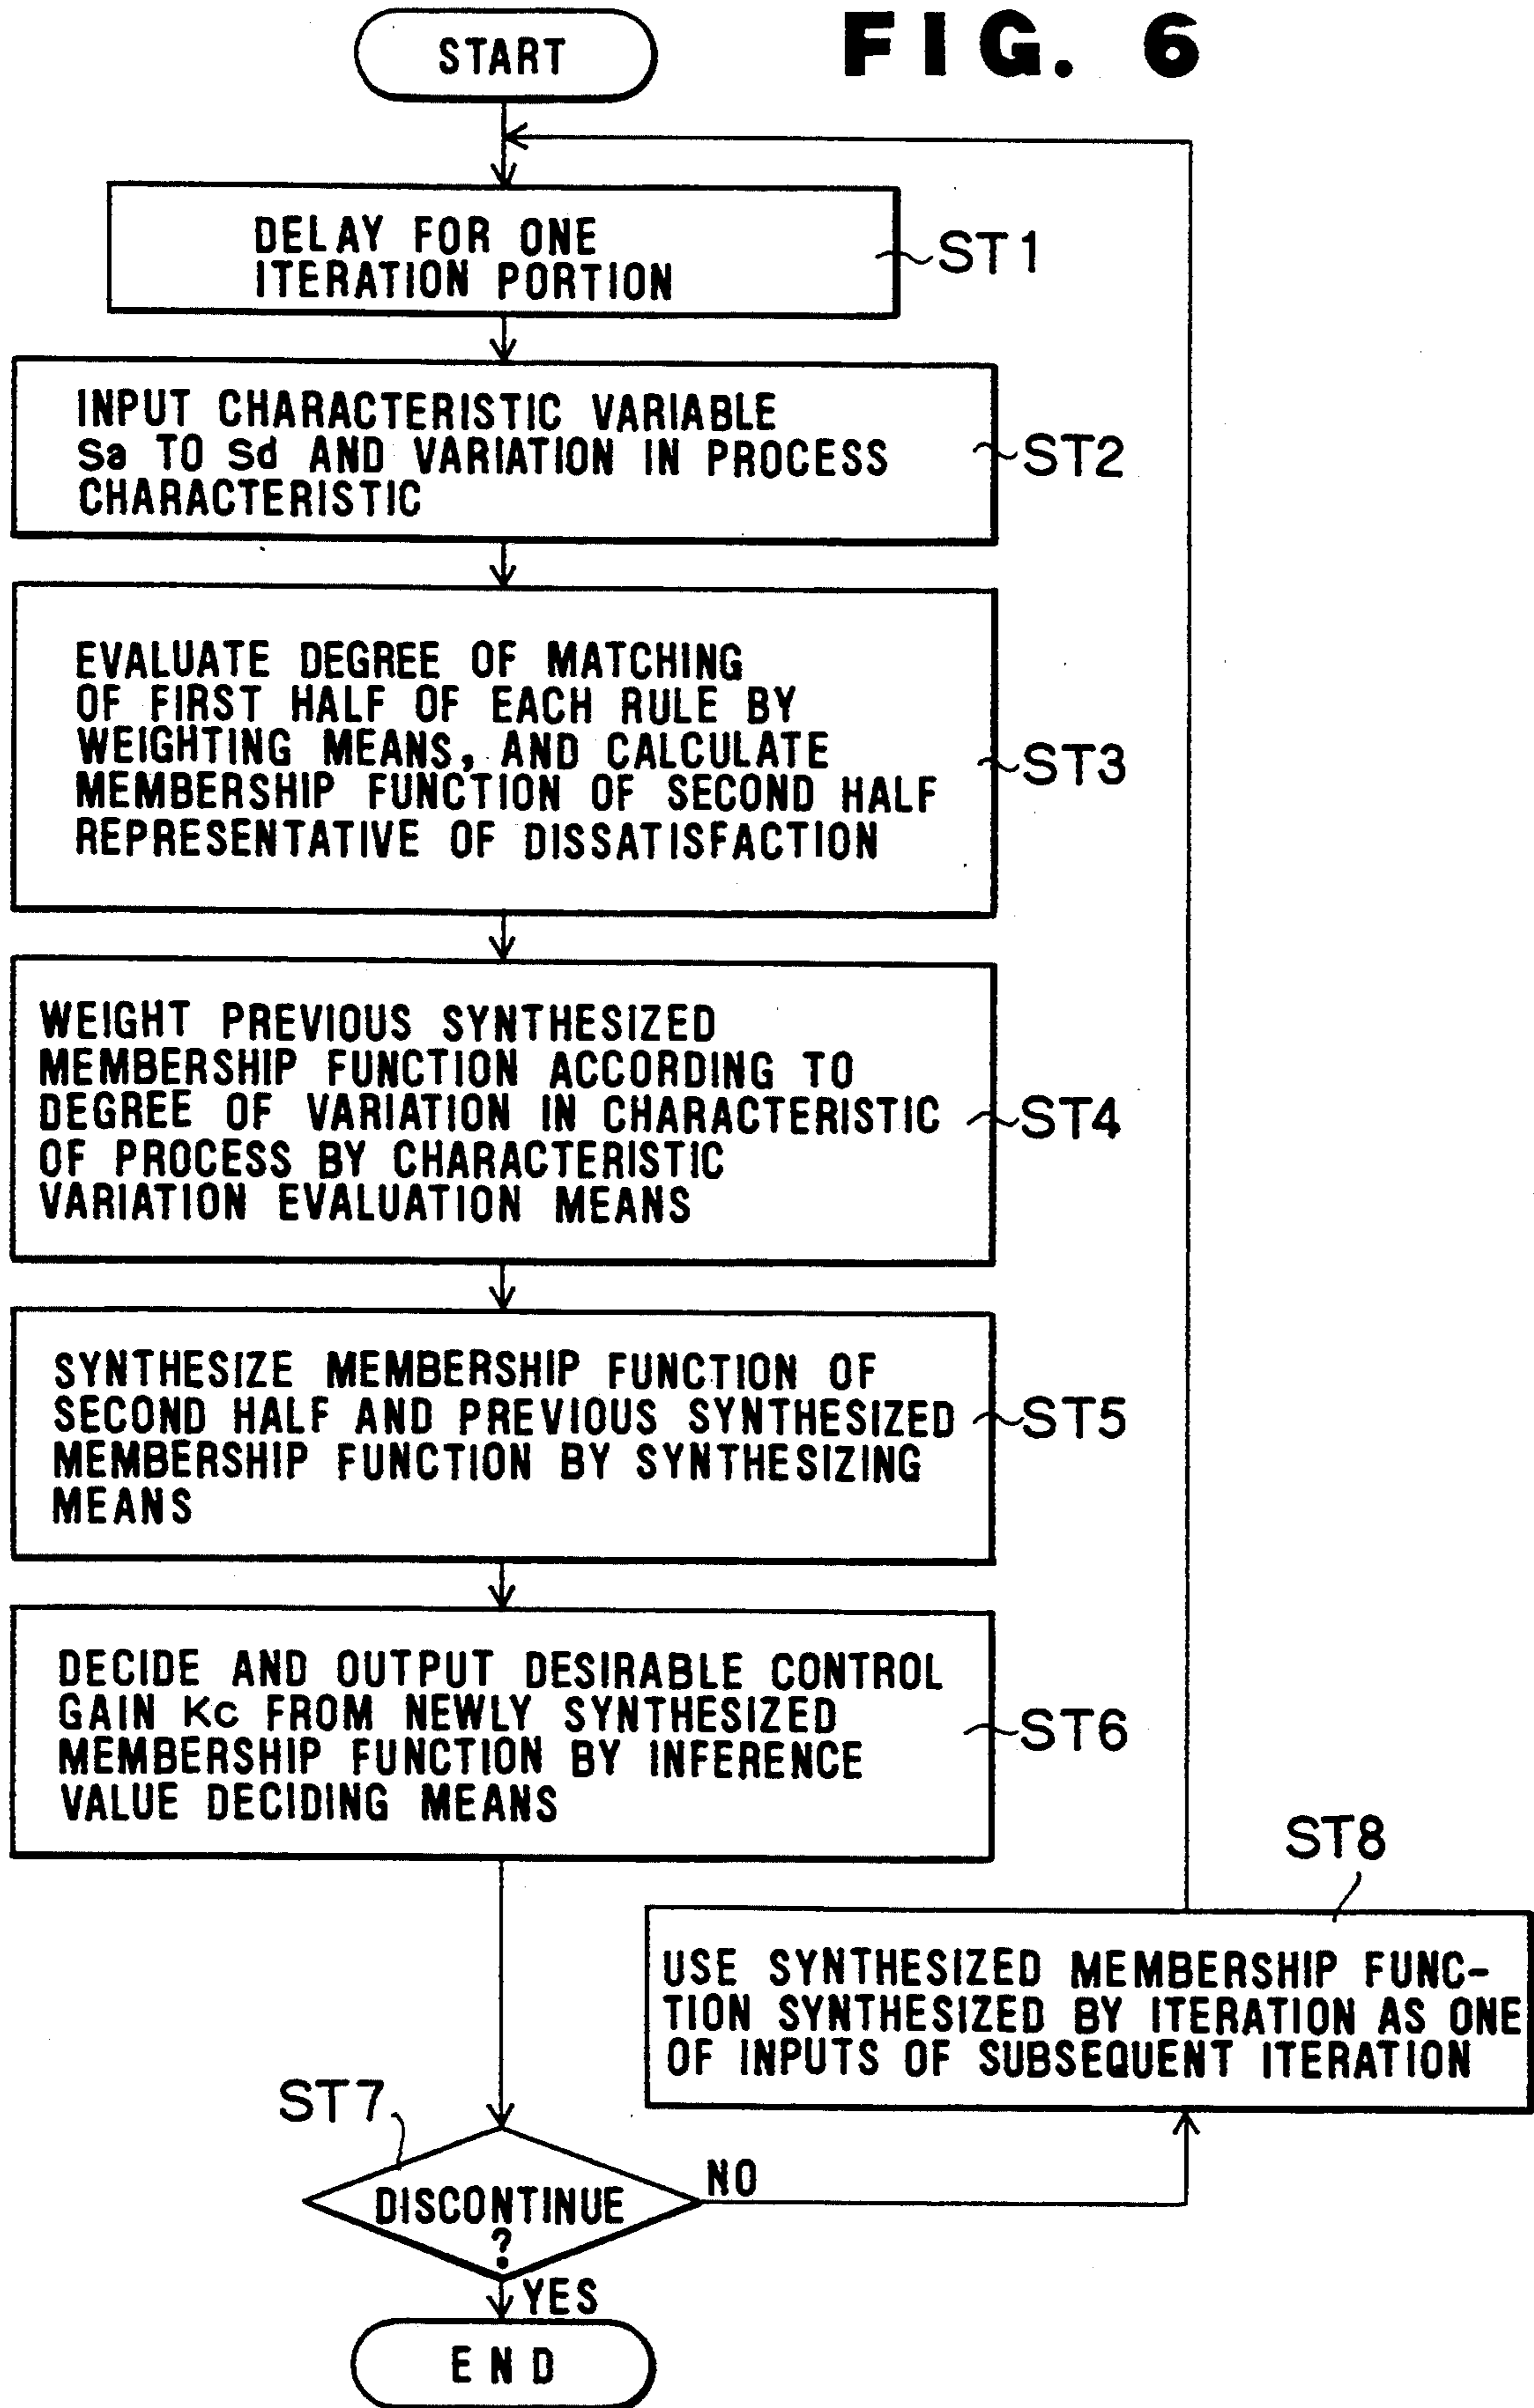 FIG. 6
START
DELAY FOR ONE
ITERATION PORTION
ST1
INPUT CHARACTERISTIC VARIABLE
Sa TO Sd AND VARIATION IN PROCESS
CHARACTERISTIC
ST2
EVALUATE DEGREE OF MATCHING
OF FIRST HALF OF EACH RULE BY
WEIGHTING MEANS, AND CALCULATE
MEMBERSHIP FUNCTION OF SECOND HALF
REPRESENTATIVE OF DISSATISFACTION
ST3
WEIGHT PREVIOUS SYNTHESIZED
MEMBERSHIP FUNCTION ACCORDING TO
DEGREE OF VARIATION IN CHARACTERISTIC
OF PROCESS BY CHARACTERISTIC
VARIATION EVALUATION MEANS
ST4
SYNTHESIZE MEMBERSHIP FUNCTION OF
SECOND HALF AND PREVIOUS SYNTHESIZED
MEMBERSHIP FUNCTION BY SYNTHESIZING
MEANS
ST5
DECIDE AND OUTPUT DESIRABLE CONTROL
GAIN Kc FROM NEWLY SYNTHESIZED
MEMBERSHIP FUNCTION BY INFERENCE
VALUE DECIDING MEANS
ST6
ST8
USE SYNTHESIZED MEMBERSHIP FUNC-
TION SYNTHESIZED BY ITERATION AS ONE
OF INPUTS OF SUBSEQUENT ITERATION
ST7
DISCONTINUE
?
NO
YES
END